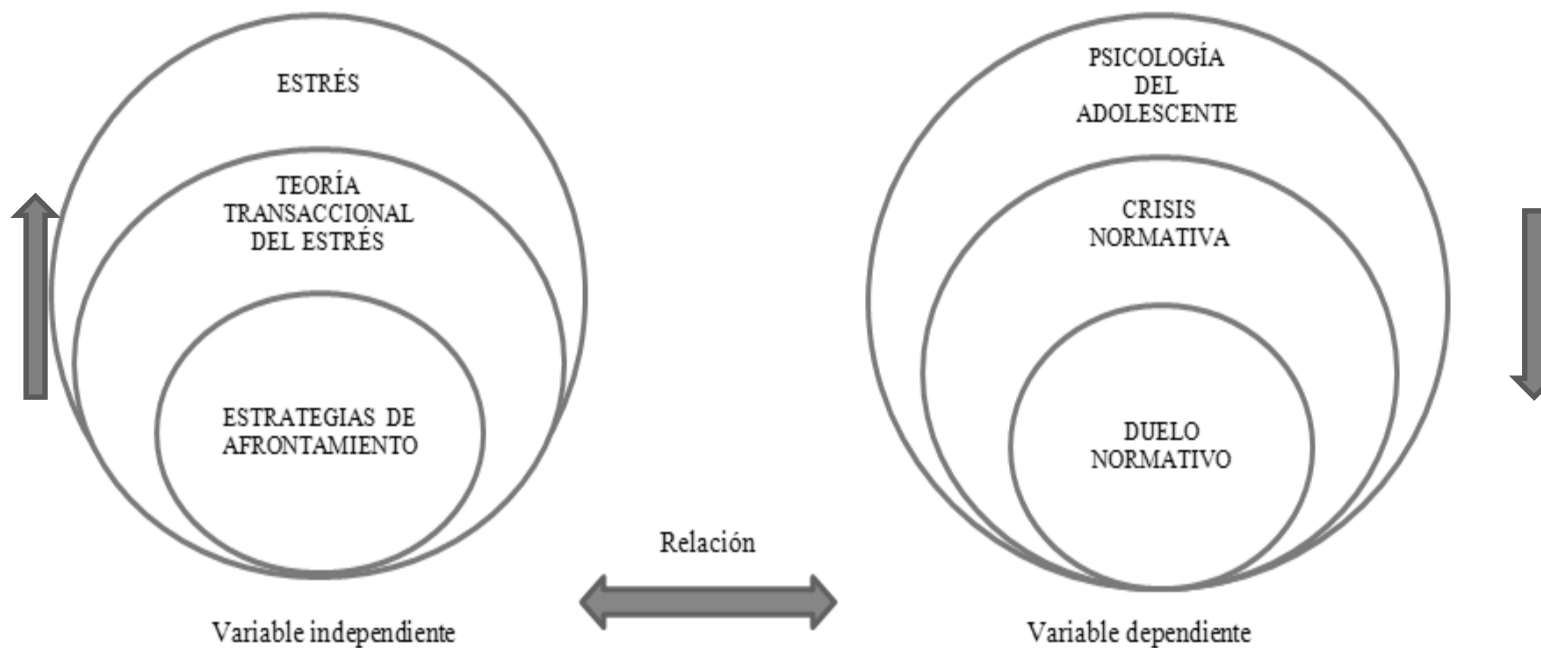 ESTRÉS
TEORÍA
TRANSACCIONAL
DEL ESTRÉS
ESTRATEGIAS DE
AFRONTAMIENTO
Variable independiente
Relación
PSICOLOGÍA
DEL
ADOLESCENTE
CRISIS
NORMATIVA
DUELO
NORMATIVO
Variable dependiente